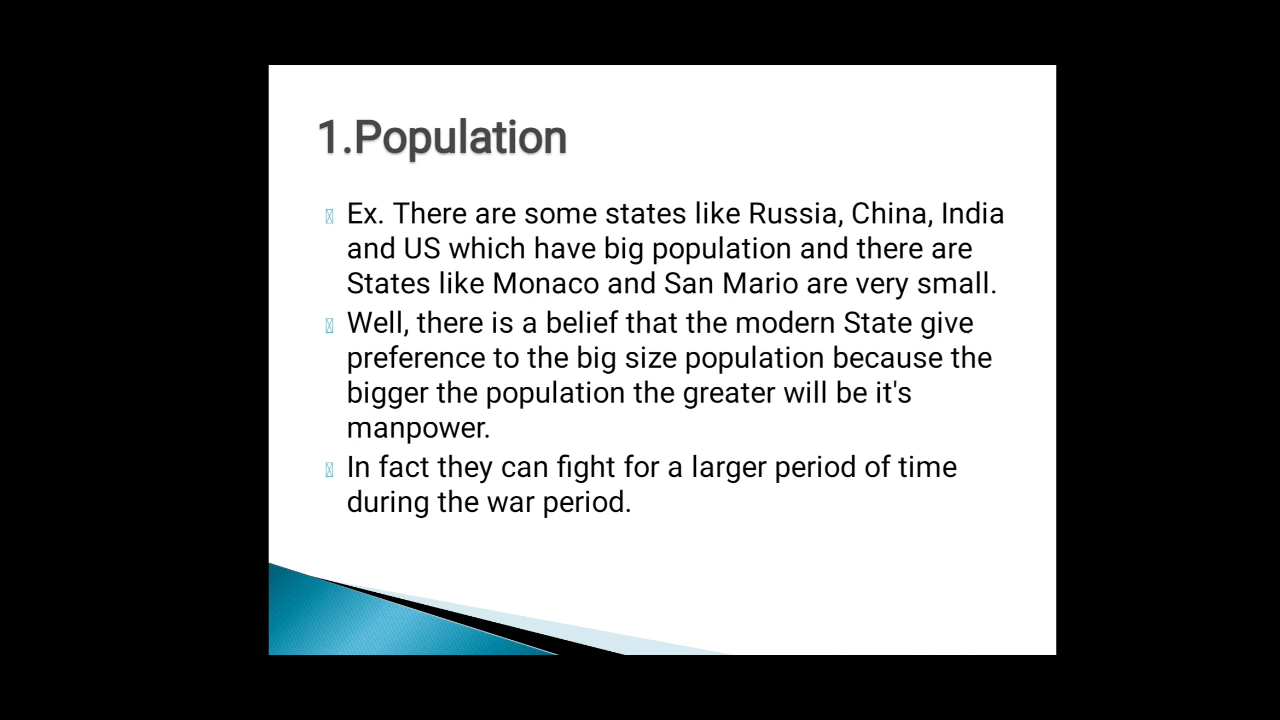 1.Population
Ex. There are some states like Russia, China, India
and US which have big population and there are
States like Monaco and San Mario are very small.
Well, there is a belief that the modern State give
preference to the big size population because the
bigger the population the greater will be it's
manpower.
In fact they can fight for a larger period of time
during the war period.